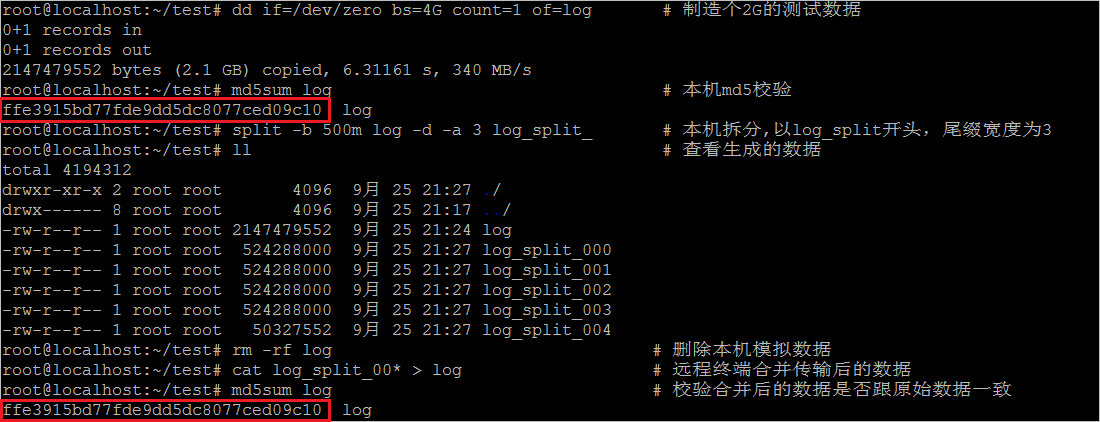 root@localhost:~/test# dd if=/dev/zero bs=4G count=1 of=log # 制造个2G的测试数据
0+1 records in
0+1 records out
2147479552 bytes (2.1 GB) copied, 6.31161 s, 340 MB/s
root@localhost:~/test# md5sum log # 本机md5校验
ffe3915bd77fde9dd5dc8077ced09c10 log
root@localhost:~/test# split -b 500m log -d -a 3 log_split_ # 本机拆分,以log_split开头，尾缀宽度为3
root@localhost:~/test# ll # 查看生成的数据
total 4194312
drwxr-xr-x 2 root root 4096 9月 25 21:27 ./
drwx------ 8 root root 4096 9月 25 21:17 ../
-rw-r--r-- 1 root root 2147479552 9月 25 21:24 log
-rw-r--r-- 1 root root 524288000 9月 25 21:27 log_split_000
-rw-r--r-- 1 root root 524288000 9月 25 21:27 log_split_001
-rw-r--r-- 1 root root 524288000 9月 25 21:27 log_split_002
-rw-r--r-- 1 root root 524288000 9月 25 21:27 log_split_003
-rw-r--r-- 1 root root 50327552 9月 25 21:27 log_split_004
root@localhost:~/test# rm -rf log # 删除本机模拟数据
root@localhost:~/test# cat log_split_00* > log # 远程终端合并传输后的数据
root@localhost:~/test# md5sum log # 校验合并后的数据是否跟原始数据一致
ffe3915bd77fde9dd5dc8077ced09c10 log